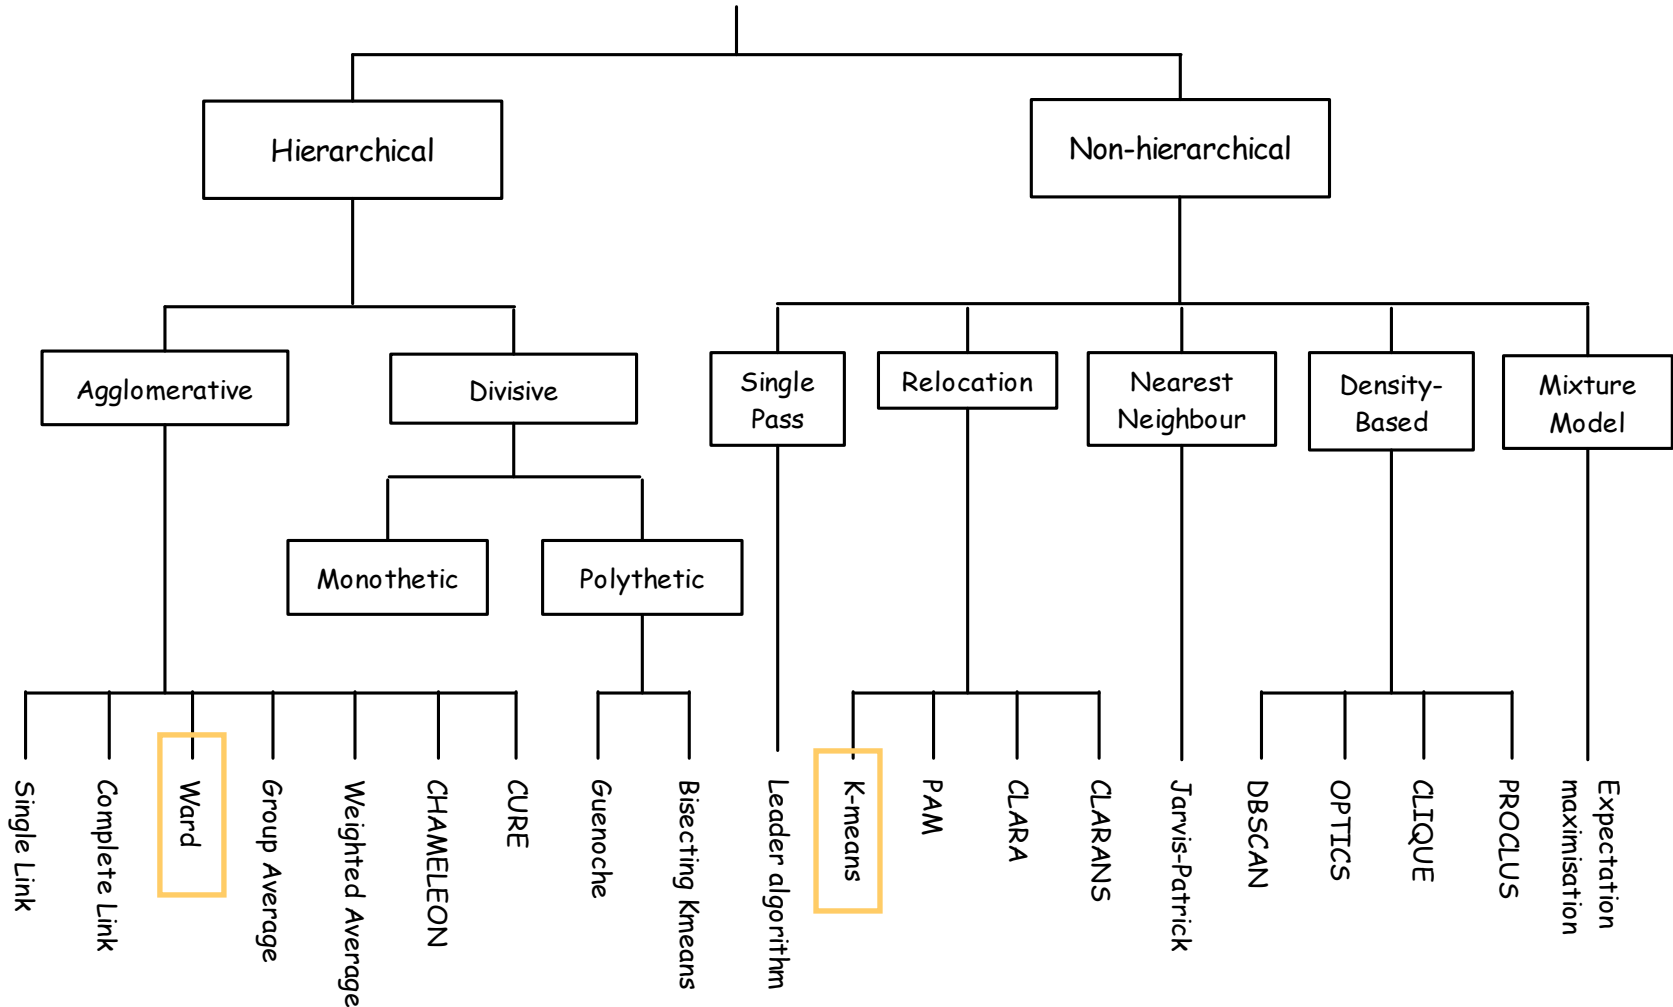 Hierarchical
Non-hierarchical
Agglomerative
Divisive
Single
Pass
Relocation
Nearest
Neighbour
Density-
Based
Mixture
Model
Monothetic
Polythetic
Single Link
Complete Link
Ward
Group Average
Weighted Average
CHAMELEON
CURE
Guenoche
Bisecting Kmeans
Leader algorithm
K-means
PAM
CLARA
CLARANS
Jarvis-Patrick
DBSCAN
OPTICS
CLIQUE
PROCLUS
Expectation
maximisation